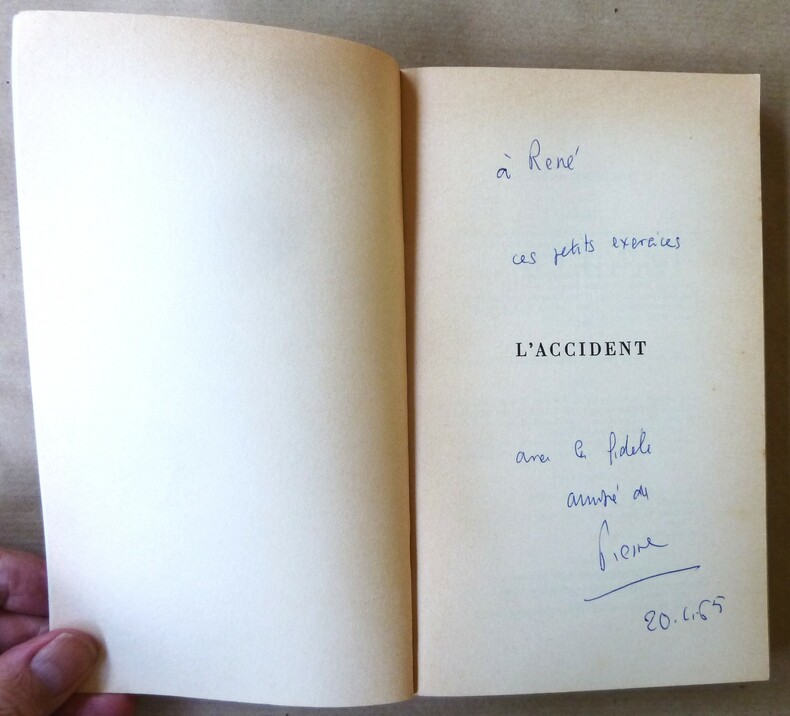 à René
ces petits exercices
L'ACCIDENT
avec la fidèle
amitié de
Pierre
20.1.65